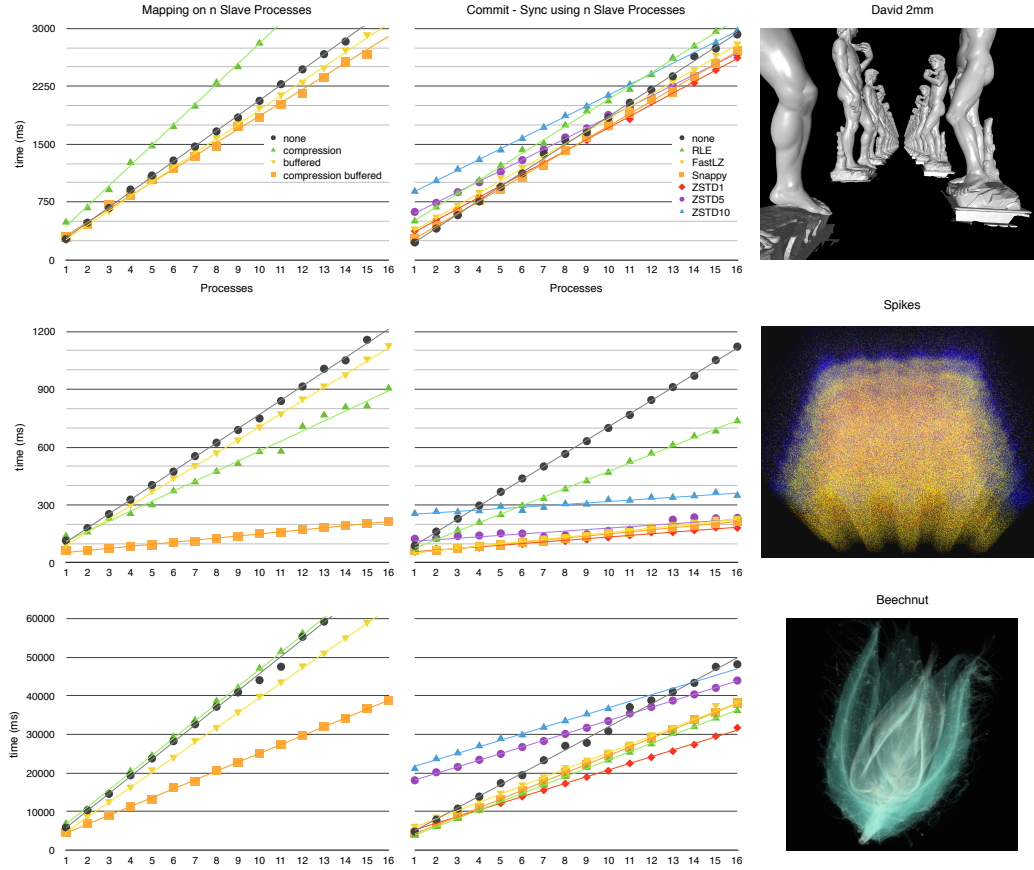 Mapping on n Slave Processes
Commit - Sync using n Slave Processes
David 2mm
3000
2250
1500
750
0
time (ms)
none
compression
buffered
compression buffered
1 2 3 4 5 6 7 8 9 10 11 12 13 14 15 16
Processes
none
RLE
FastLZ
Snappy
ZSTD1
ZSTD5
ZSTD10
1 2 3 4 5 6 7 8 9 10 11 12 13 14 15 16
Processes
Spikes
1200
900
600
300
0
time (ms)
1 2 3 4 5 6 7 8 9 10 11 12 13 14 15 16
1 2 3 4 5 6 7 8 9 10 11 12 13 14 15 16
Beechnut
60000
50000
40000
30000
20000
10000
0
time (ms)
1 2 3 4 5 6 7 8 9 10 11 12 13 14 15 16
1 2 3 4 5 6 7 8 9 10 11 12 13 14 15 16